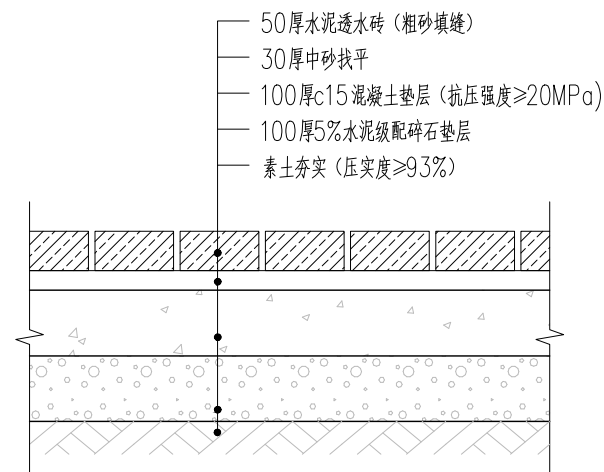 50厚水泥透水砖（粗砂填缝）
30厚中砂找平
100厚c15混凝土垫层（抗压强度≥20MPa）
100厚5%水泥级配碎石垫层
素土夯实（压实度≥93%）